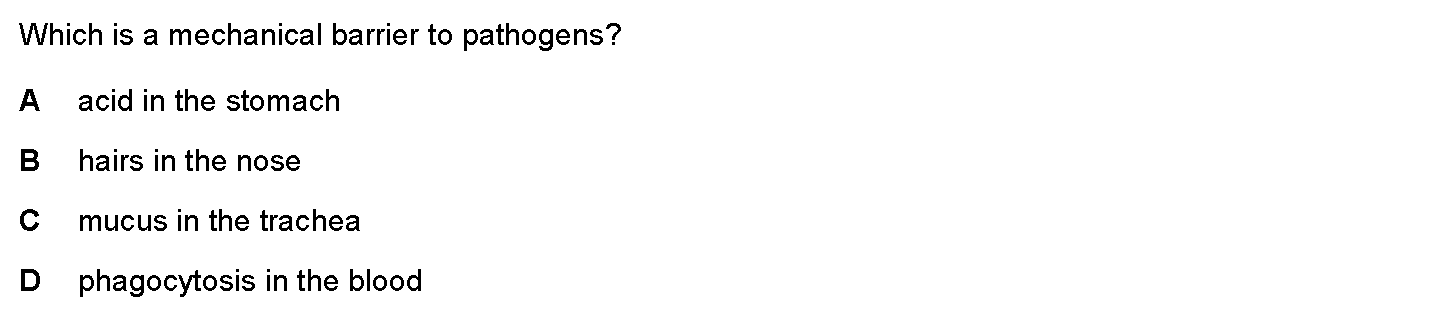 Which is a mechanical barrier to pathogens?
A acid in the stomach
B hairs in the nose
C mucus in the trachea
D phagocytosis in the blood